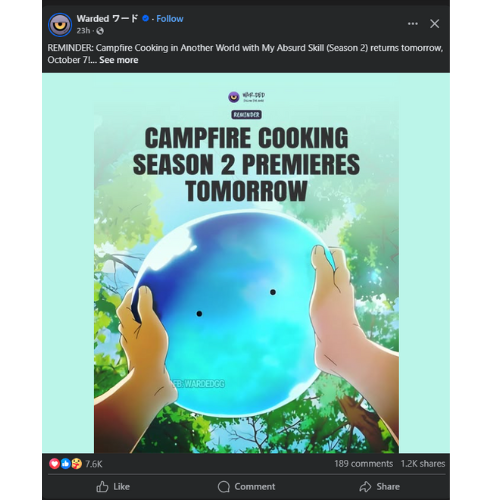 Warded ワード · Follow
23h ·
REMINDER: Campfire Cooking in Another World with My Absurd Skill (Season 2) returns tomorrow,
October 7!... See more
WARDED
REMINDER
CAMPFIRE COOKING
SEASON 2 PREMIERES
TOMORROW
FB:WARDEDGG
7.6K
189 comments 1.2K shares
Like Comment Share